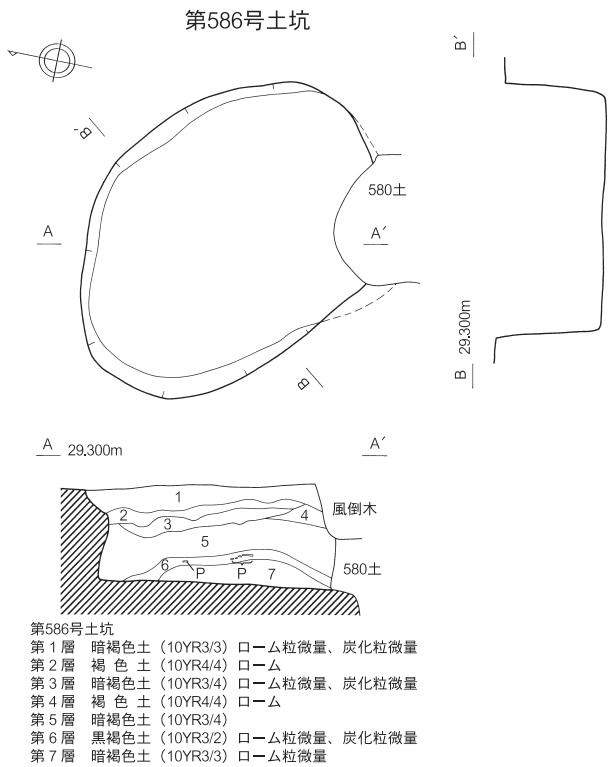 第586号土坑
B′
B′
580土
A
A′
29.300m
B
B
A 29.300m
A′
1
2
3
4
風倒木
5
6
P
P
7
580土
第586号土坑
第1層 暗褐色土（10YR3/3）ローム粒微量、炭化粒微量
第2層 褐 色 土（10YR4/4）ローム
第3層 暗褐色土（10YR3/4）ローム粒微量、炭化粒微量
第4層 褐 色 土（10YR4/4）ローム
第5層 暗褐色土（10YR3/4）
第6層 黒褐色土（10YR3/2）ローム粒微量、炭化粒微量
第7層 暗褐色土（10YR3/3）ローム粒微量